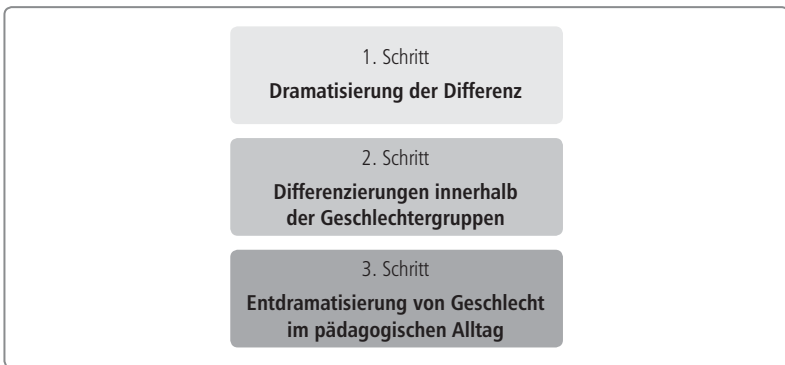 1. Schritt
Dramatisierung der Differenz
2. Schritt
Differenzierungen innerhalb
der Geschlechtergruppen
3. Schritt
Entdramatisierung von Geschlecht
im pädagogischen Alltag